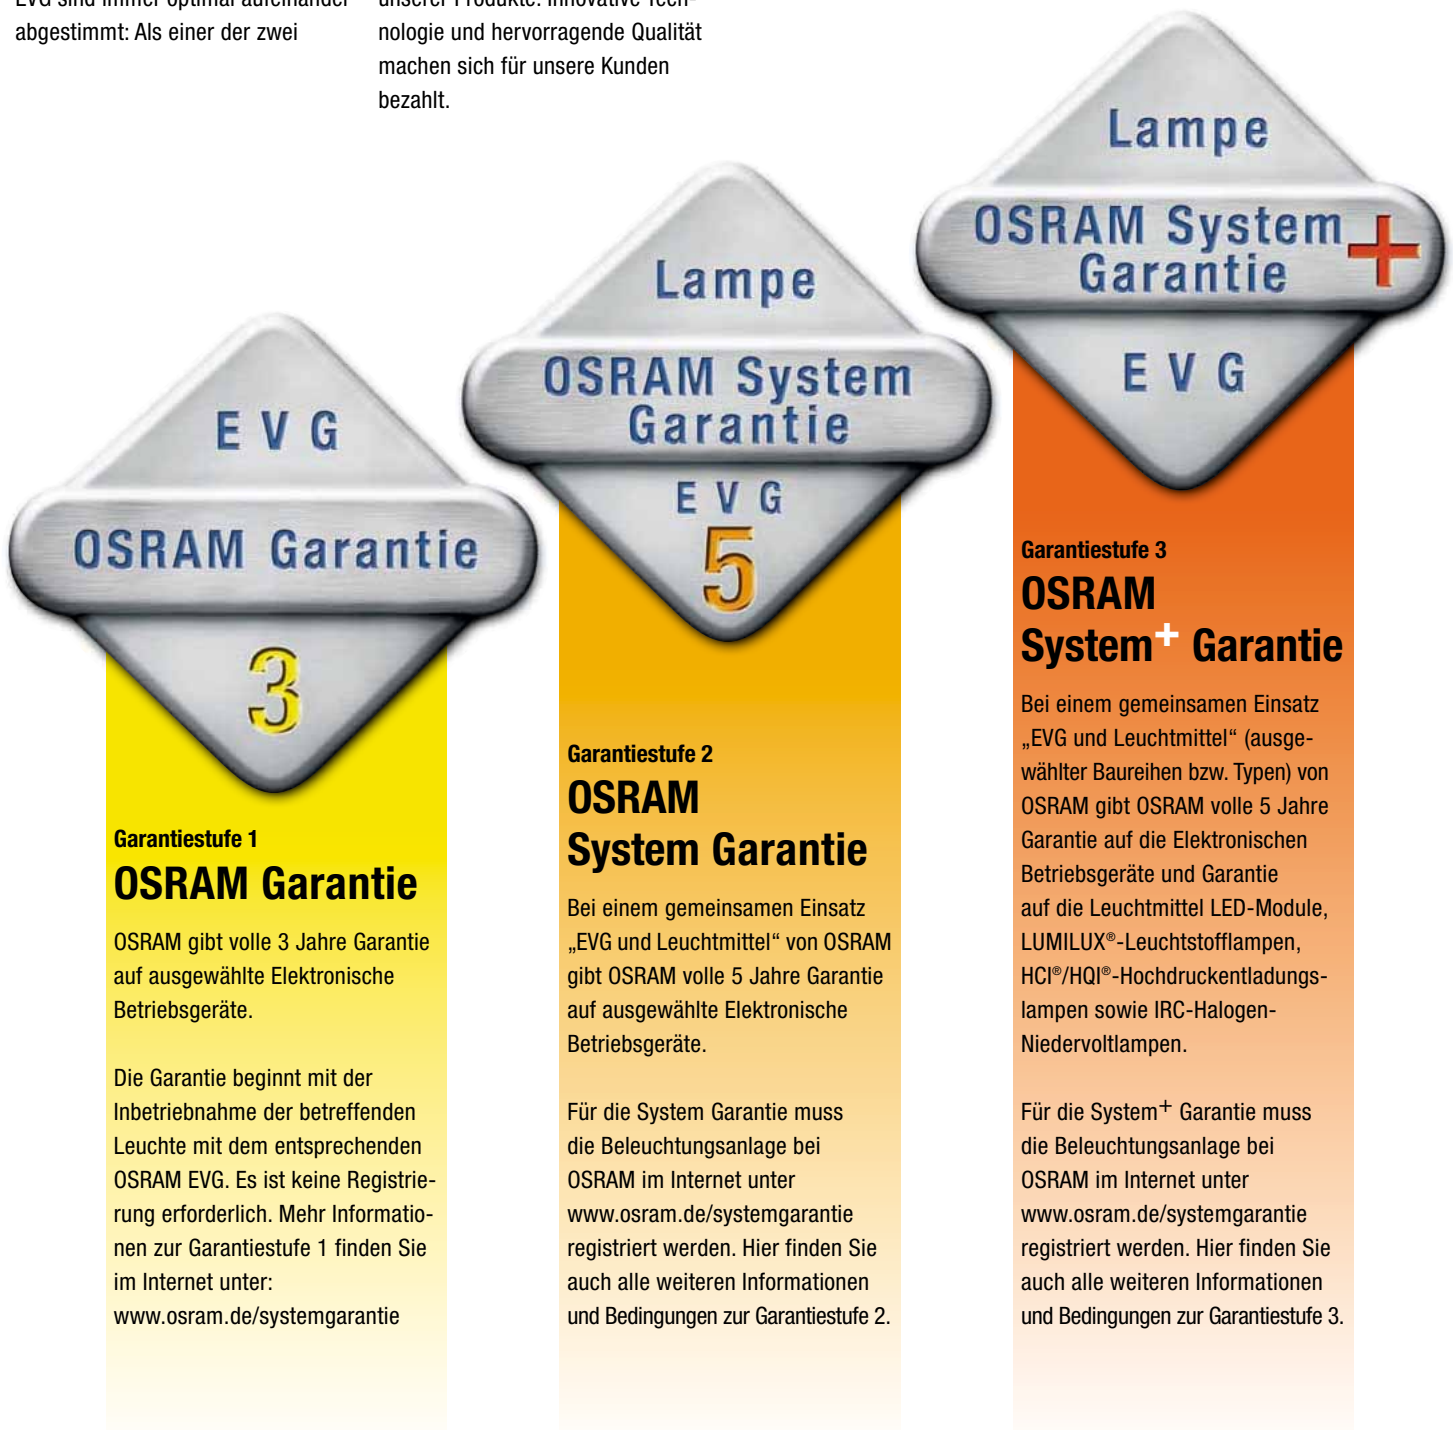 EVG sind immer optimal aufeinander
abgestimmt: Als einer der zwei
unserer Produkte. Innovative Tech-
nologie und hervorragende Qualität
machen sich für unsere Kunden
bezahlt.
EVG
OSRAM Garantie
3
Garantiestufe 1
OSRAM Garantie
OSRAM gibt volle 3 Jahre Garantie
auf ausgewählte Elektronische
Betriebsgeräte.
Die Garantie beginnt mit der
Inbetriebnahme der betreffenden
Leuchte mit dem entsprechenden
OSRAM EVG. Es ist keine Registrie-
rung erforderlich. Mehr Informatio-
nen zur Garantiestufe 1 finden Sie
im Internet unter:
www.osram.de/systemgarantie
Lampe
OSRAM System
Garantie
EVG
5
Garantiestufe 2
OSRAM
System Garantie
Bei einem gemeinsamen Einsatz
„EVG und Leuchtmittel“ von OSRAM
gibt OSRAM volle 5 Jahre Garantie
auf ausgewählte Elektronische
Betriebsgeräte.
Für die System Garantie muss
die Beleuchtungsanlage bei
OSRAM im Internet unter
www.osram.de/systemgarantie
registriert werden. Hier finden Sie
auch alle weiteren Informationen
und Bedingungen zur Garantiestufe 2.
Lampe
OSRAM System +
Garantie
EVG
Garantiestufe 3
OSRAM
System+ Garantie
Bei einem gemeinsamen Einsatz
„EVG und Leuchtmittel“ (ausge-
wählter Baureihen bzw. Typen) von
OSRAM gibt OSRAM volle 5 Jahre
Garantie auf die Elektronischen
Betriebsgeräte und Garantie
auf die Leuchtmittel LED-Module,
LUMILUX®-Leuchtstofflampen,
HCI®/HQI®-Hochdruckentladungs-
lampen sowie IRC-Halogen-
Niedervoltlampen.
Für die System+ Garantie muss
die Beleuchtungsanlage bei
OSRAM im Internet unter
www.osram.de/systemgarantie
registriert werden. Hier finden Sie
auch alle weiteren Informationen
und Bedingungen zur Garantiestufe 3.